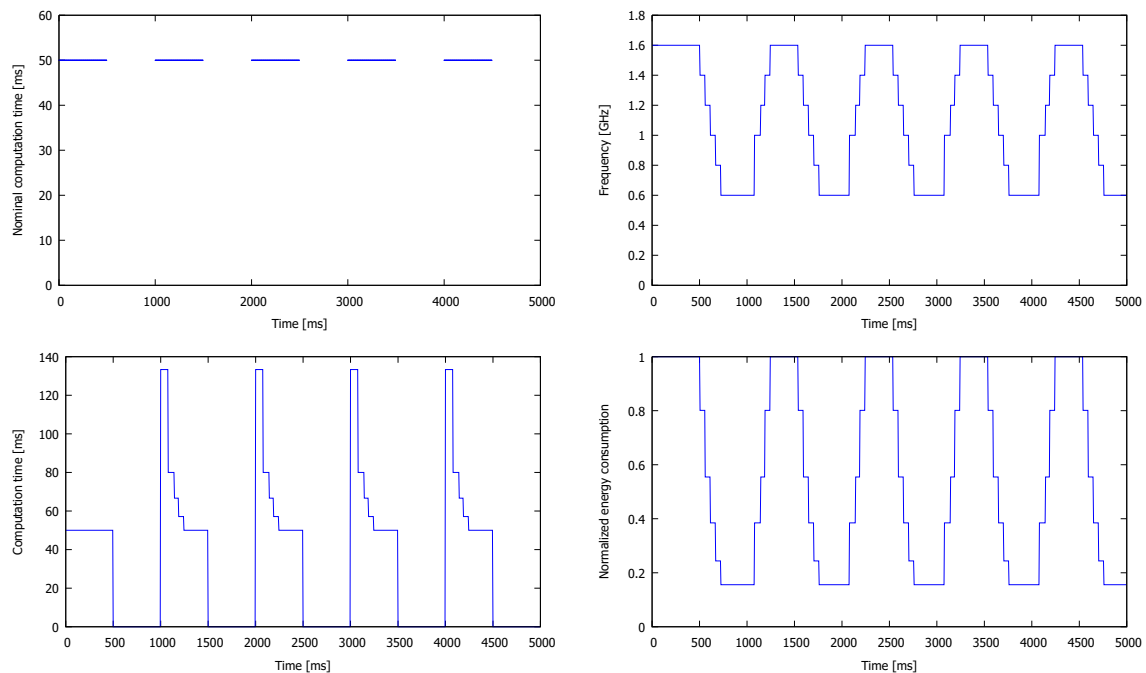 60
50
40
30
20
10
0
Nominal computation time [ms]
0 1000 2000 3000 4000 5000
Time [ms]
1.8
1.6
1.4
1.2
1
0.8
0.6
0.4
0.2
0
Frequency [GHz]
0 500 1000 1500 2000 2500 3000 3500 4000 4500 5000
Time [ms]
140
120
100
80
60
40
20
0
Computation time [ms]
0 500 1000 1500 2000 2500 3000 3500 4000 4500 5000
Time [ms]
1
0.8
0.6
0.4
0.2
0
Normalized energy consumption
0 500 1000 1500 2000 2500 3000 3500 4000 4500 5000
Time [ms]